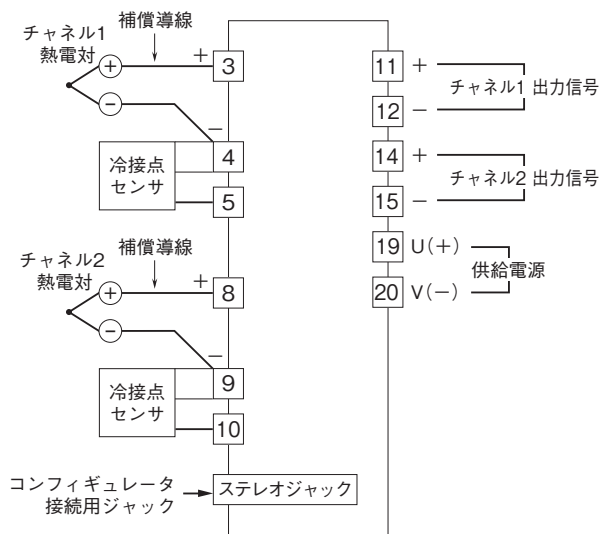 チャネル1
熱電対
補償導線
+
−
+
3
−
4
冷接点
センサ
5
チャネル2
熱電対
補償導線
+
−
+
8
−
9
冷接点
センサ
10
コンフィギュレータ
接続用ジャック
ステレオジャック
11 +
チャネル1 出力信号
12 −
14 +
チャネル2 出力信号
15 −
19 U(+)
供給電源
20 V(−)